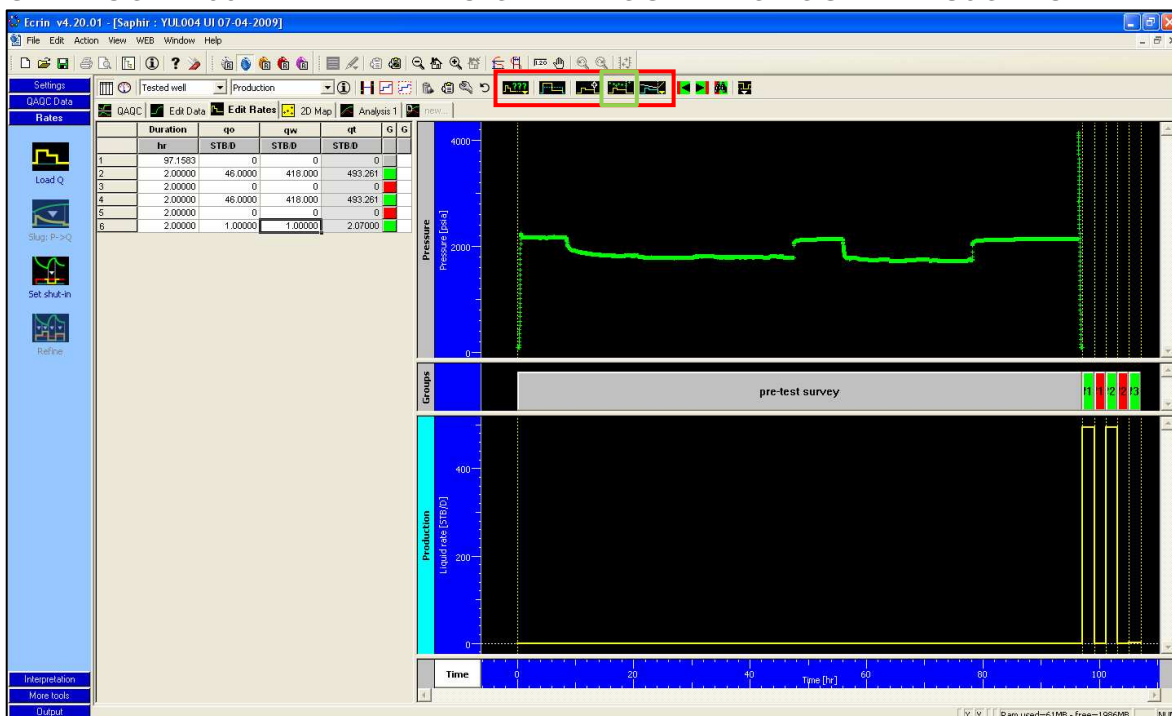 Ecrin v4.20.01 - [Saphir : YUL004 UI 07-04-2009]
File Edit Action View WEB Window Help
Settings
QAQC Data
Rates
Load Q
Slug: P->Q
Set shut-in
Refine
Interpretation
More tools
Output
Tested well Production
QAQC Edit Data Edit Rates 2D Map Analysis 1 new...
Duration qo qw qt G G
hr STB/D STB/D STB/D
1 97.1583 0 0 0
2 2.00000 46.0000 418.000 493.261
3 2.00000 0 0 0
4 2.00000 46.0000 418.000 493.261
5 2.00000 0 0 0
6 2.00000 1.00000 1.00000 2.07000
Pressure
Pressure [psia]
4000
2000
0
Groups
pre-test survey
Production
Liquid rate [STB/D]
400
200
0
Time
0 20 40 60 80 100
Time [hr]
Ram used=61MB - free=1986MB